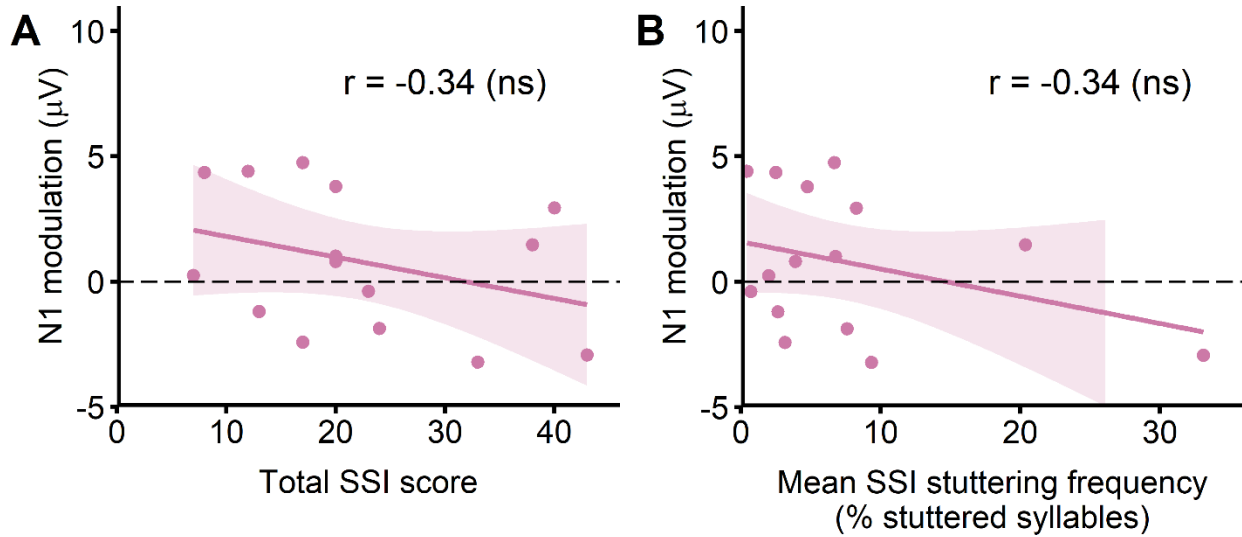 A
N1 modulation (μV)
10
5
0
-5
r = -0.34 (ns)
0
10
20
30
40
Total SSI score
B
N1 modulation (μV)
10
5
0
-5
r = -0.34 (ns)
0
10
20
30
Mean SSI stuttering frequency
(% stuttered syllables)